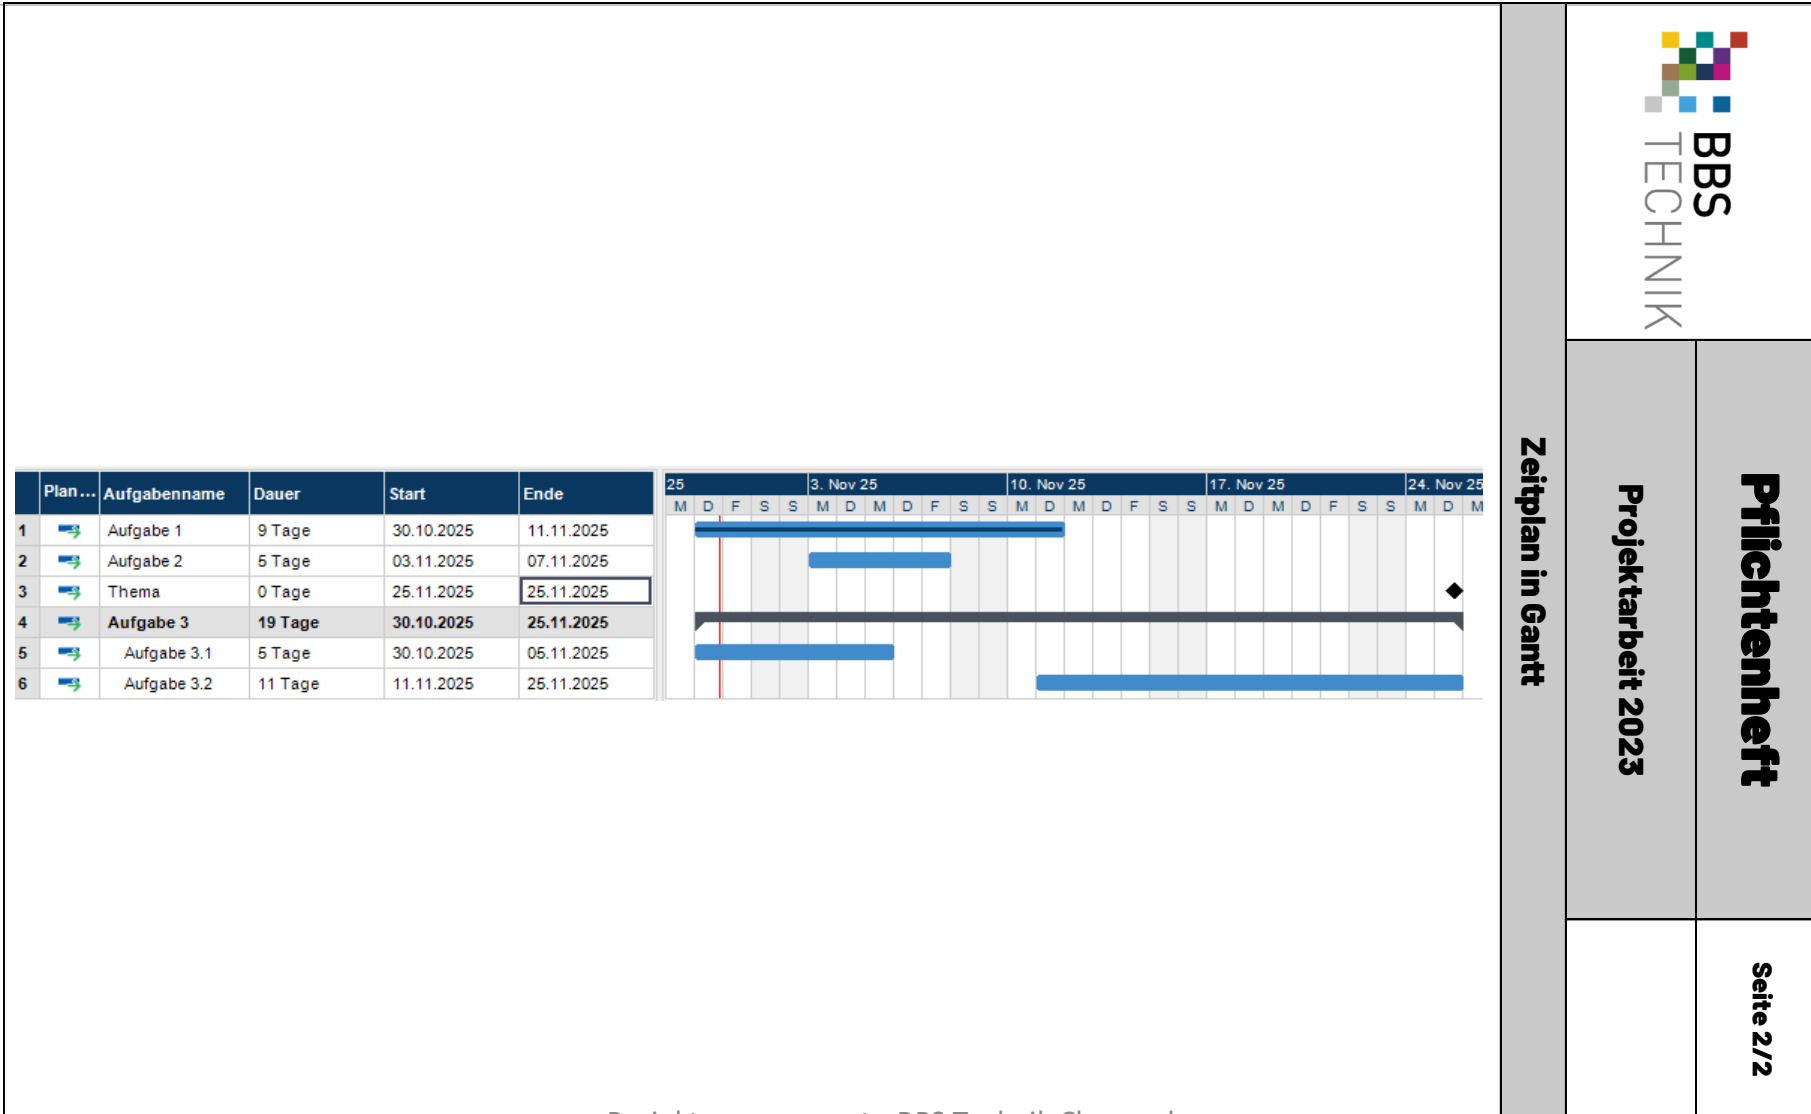 BBS
TECHNIK
Pflichtenheft
Projektarbeit 2023
Seite 2/2
Zeitplan in Gantt
Plan... Aufgabenname Dauer Start Ende 25 3. Nov 25 10. Nov 25 17. Nov 25 24. Nov 25
M D F S S M D M D F S S M D M D F S S M D M D F S S M D M
1 Aufgabe 1 9 Tage 30.10.2025 11.11.2025
2 Aufgabe 2 5 Tage 03.11.2025 07.11.2025
3 Thema 0 Tage 25.11.2025 25.11.2025
4 Aufgabe 3 19 Tage 30.10.2025 25.11.2025
5 Aufgabe 3.1 5 Tage 30.10.2025 05.11.2025
6 Aufgabe 3.2 11 Tage 11.11.2025 25.11.2025